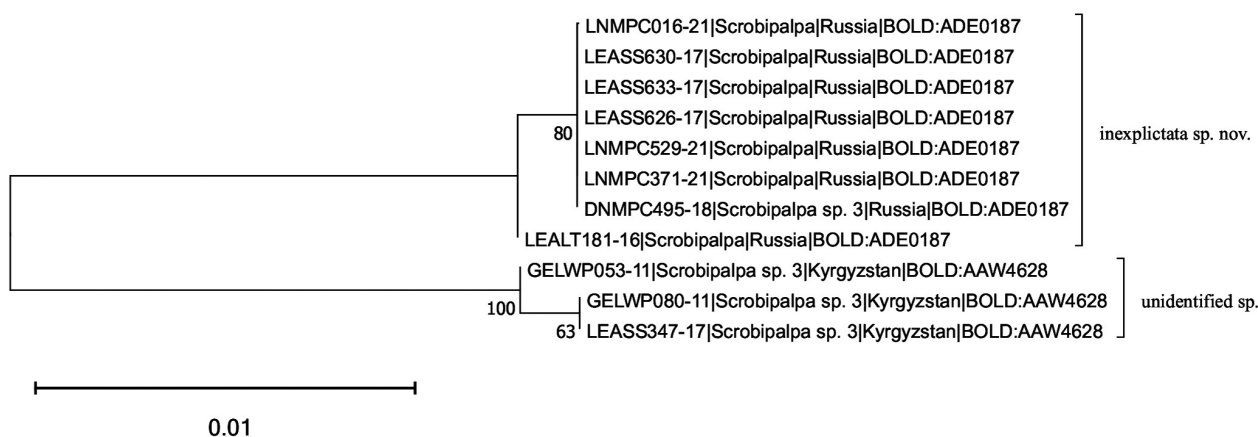 LNMPC016-21|Scrobipalpa|Russia|BOLD:ADE0187
LEASS630-17|Scrobipalpa|Russia|BOLD:ADE0187
LEASS633-17|Scrobipalpa|Russia|BOLD:ADE0187
LEASS626-17|Scrobipalpa|Russia|BOLD:ADE0187
80
inexplictata sp. nov.
LNMPC529-21|Scrobipalpa|Russia|BOLD:ADE0187
LNMPC371-21|Scrobipalpa|Russia|BOLD:ADE0187
DNMPC495-18|Scrobipalpa sp. 3|Russia|BOLD:ADE0187
LEALT181-16|Scrobipalpa|Russia|BOLD:ADE0187
GELWP053-11|Scrobipalpa sp. 3|Kyrgyzstan|BOLD:AAW4628
GELWP080-11|Scrobipalpa sp. 3|Kyrgyzstan|BOLD:AAW4628
unidentified sp.
100
63
LEASS347-17|Scrobipalpa sp. 3|Kyrgyzstan|BOLD:AAW4628
0.01